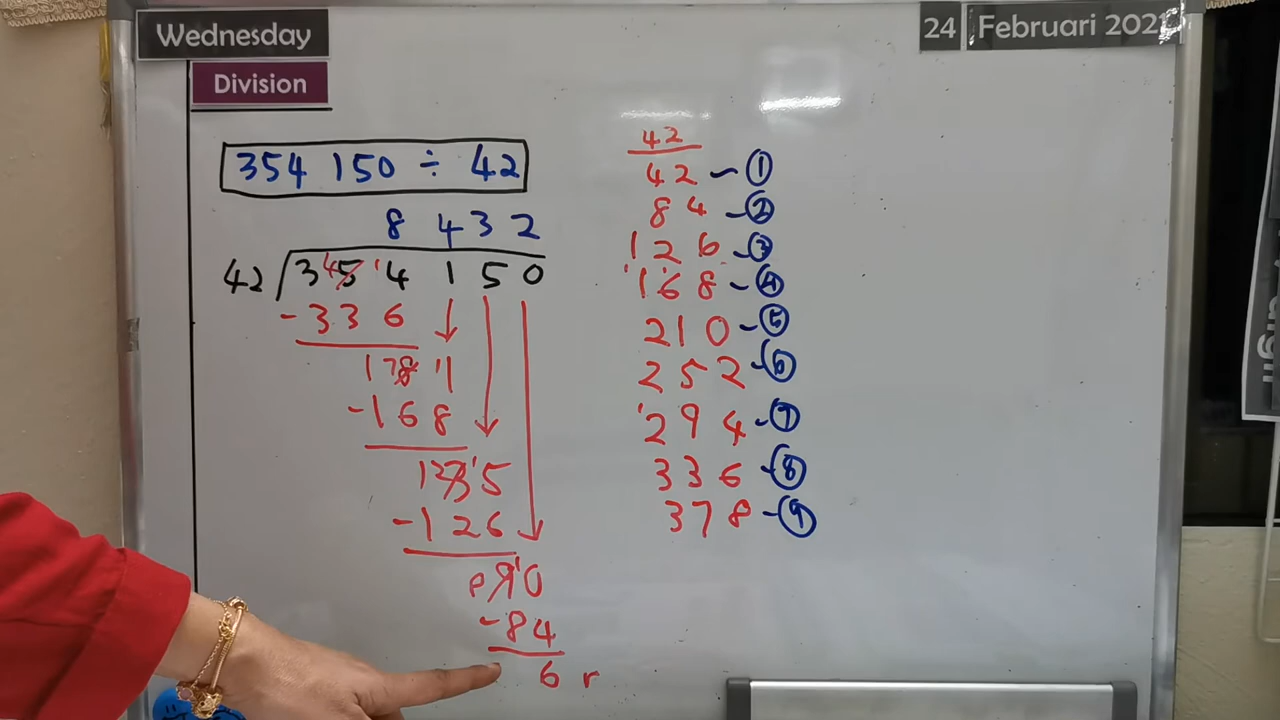 Wednesday
24 Februari 2021
Division
354 150 ÷ 42
8 4 3 2
42 3 5 4 1 5 0
- 3 3 6
1 7 8 1
- 1 6 8
1 3 5
- 1 2 6
9 0
- 8 4
6 r
42
42 - 1
84 - 2
126 - 3
168 - 4
210 - 5
252 - 6
294 - 7
336 - 8
378 - 9